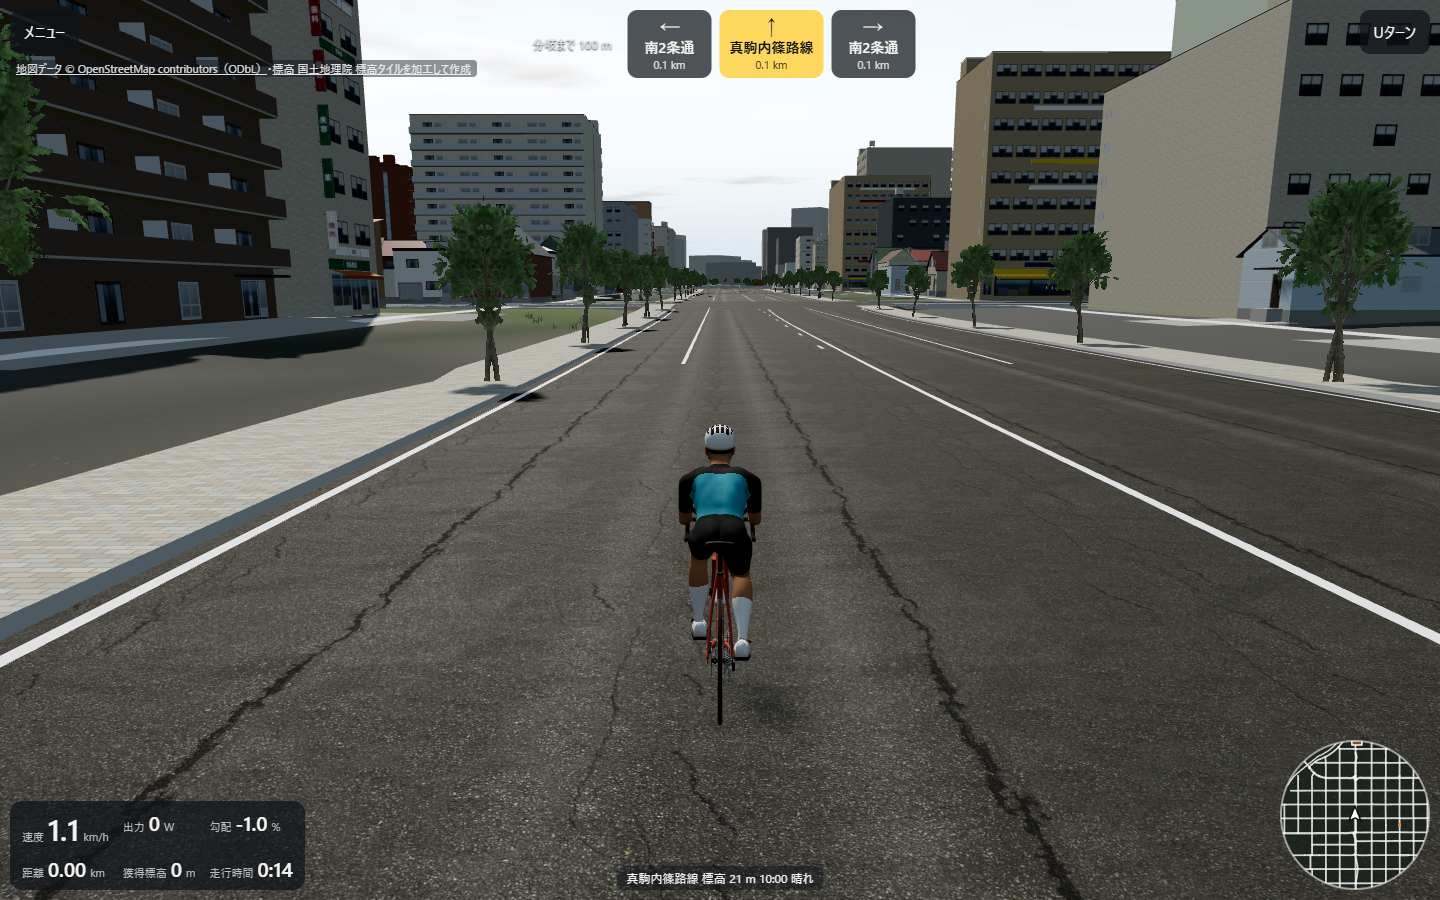 メニュー
地図データ © OpenStreetMap contributors（ODbL）・標高 国土地理院 標高タイルを加工して作成
分岐まで 100 m
←
南2条通
0.1 km
↑
真駒内篠路線
0.1 km
→
南2条通
0.1 km
Uターン
速度 1.1 km/h
出力 0 W
勾配 -1.0 %
距離 0.00 km
獲得標高 0 m
走行時間 0:14
真駒内篠路線 標高 21 m 10:00 晴れ